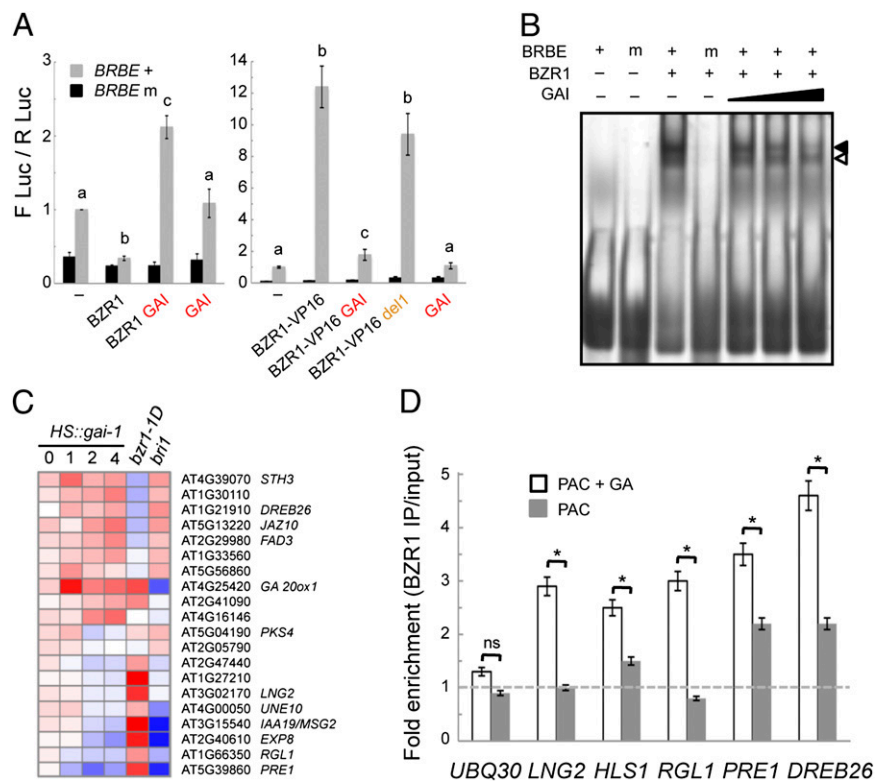 A
F Luc / R Luc
3
2
1
0
BRBE +
BRBE m
a
b
c
a
– BZR1 BZR1 GAI GAI
14
12
10
8
6
4
2
0
a
b
c
b
a
– BZR1-VP16 BZR1-VP16 GAI BZR1-VP16 del1 GAI
B
BRBE + m + m + + +
BZR1 – – + + + + +
GAI – – – –
C
HS::gai-1 bzr1-1D bri1
0 1 2 4
AT4G39070 STH3
AT1G30110
AT1G21910 DREB26
AT5G13220 JAZ10
AT2G29980 FAD3
AT1G33560
AT5G56860
AT4G25420 GA 20ox1
AT2G41090
AT4G16146
AT5G04190 PKS4
AT2G05790
AT2G47440
AT1G27210
AT3G02170 LNG2
AT4G00050 UNE10
AT3G15540 IAA19/MSG2
AT2G40610 EXP8
AT1G66350 RGL1
AT5G39860 PRE1
D
Fold enrichment (BZR1 IP/input)
5
4
3
2
1
0
PAC + GA
PAC
ns
*
*
*
*
*
UBQ30 LNG2 HLS1 RGL1 PRE1 DREB26